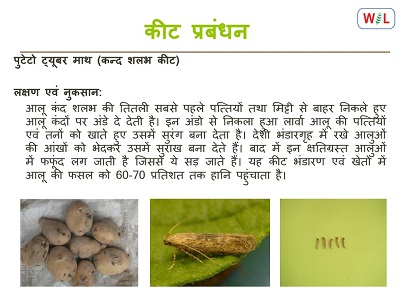 WIL
कीट प्रबंधन
पुटेटो ट्यूबर माथ (कन्द शलभ कीट)
लक्षण एवं नुकसान:
आलू कंद शलभ की तितली सबसे पहले पत्तियों तथा मिट्टी से बाहर निकले हुए
आलू कंदों पर अंडे दे देती है। इन अंडो से निकला हुआ लार्वा आलू की पत्तियों
एवं तनों को खाते हुए उसमें सुरंग बना देता है। देशी भंडारगृह में रखे आलुओं
की आंखों को भेदकर उसमें सुराख बना देते हैं। बाद में इन क्षतिग्रस्त आलुओं
में फफूंद लग जाती है जिससे ये सड़ जाते हैं। यह कीट भंडारण एवं खेतों में
आलू की फसल को 60-70 प्रतिशत तक हानि पहुंचाता है।